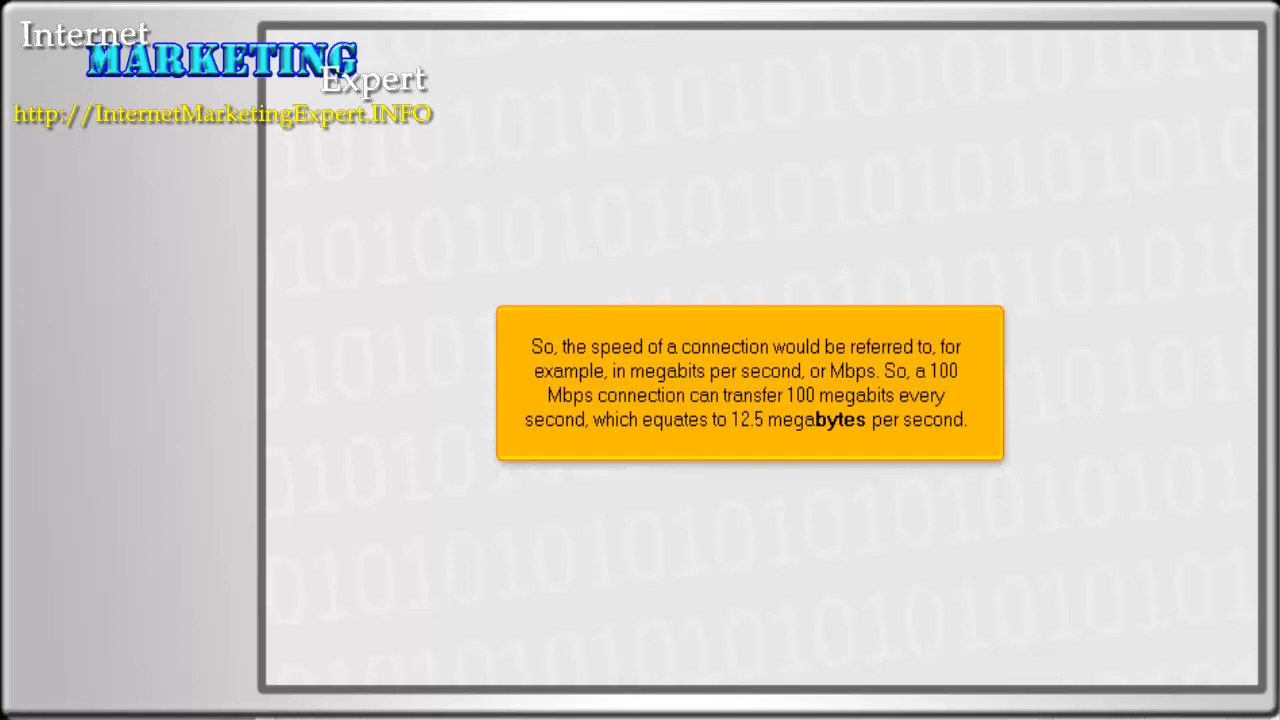 Internet
MARKETING
Expert
http://InternetMarketingExpert.INFO
So, the speed of a connection would be referred to, for
example, in megabits per second, or Mbps. So, a 100
Mbps connection can transfer 100 megabits every
second, which equates to 12.5 megabytes per second.